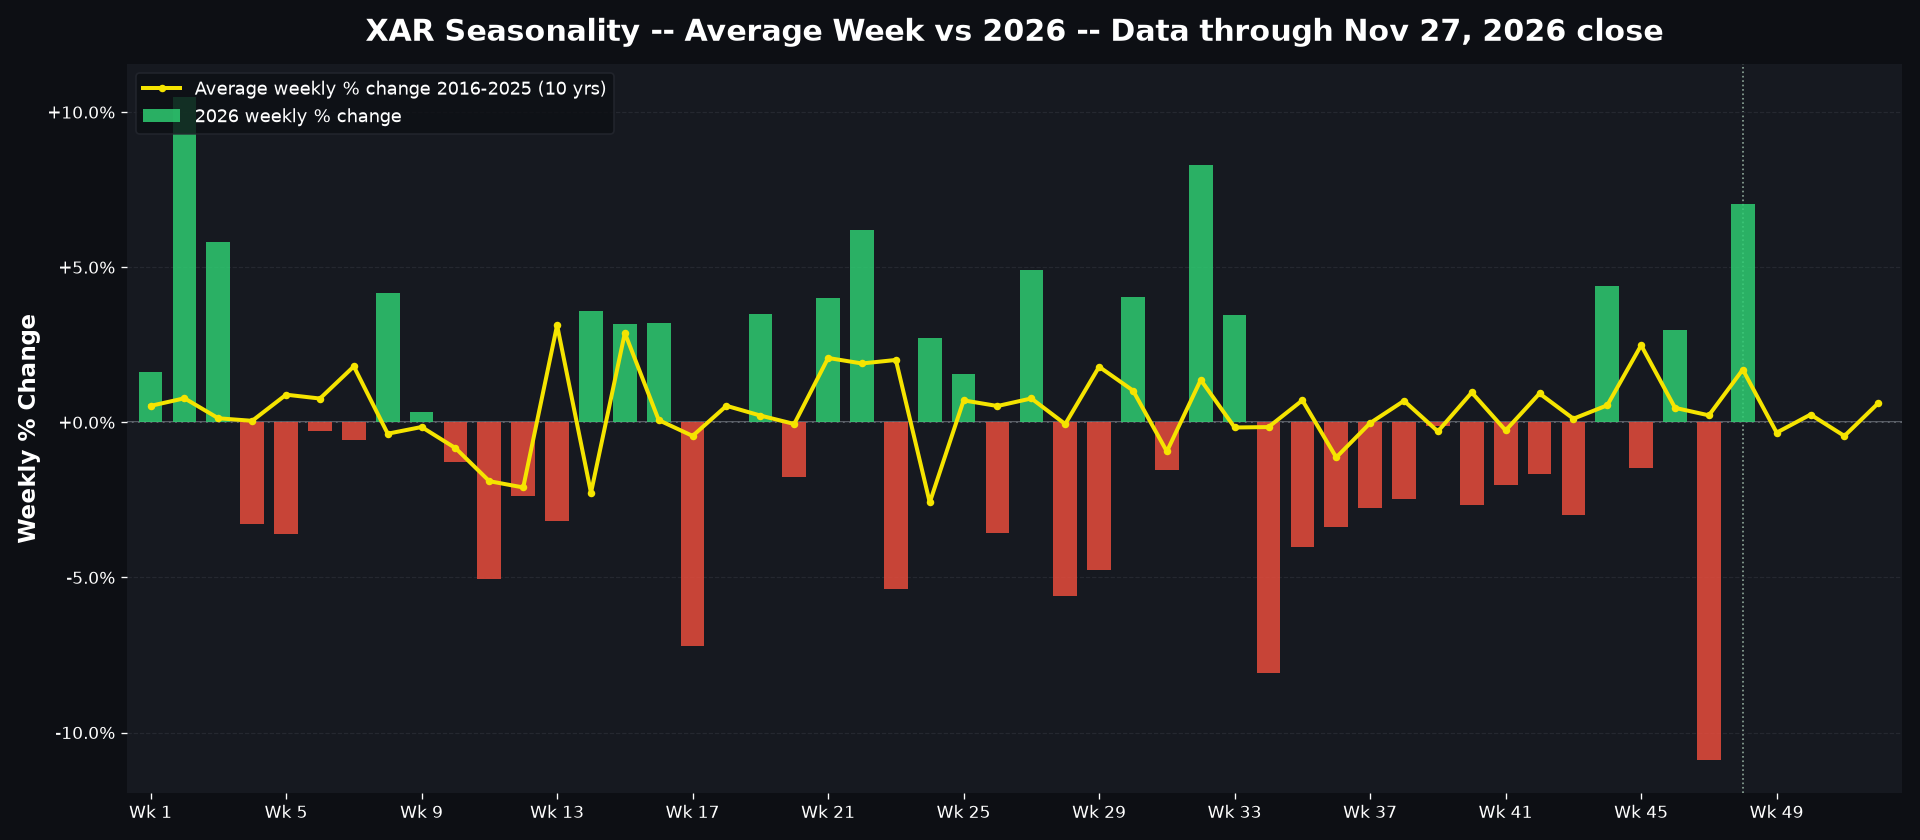 XAR Seasonality -- Average Week vs 2026 -- Data through Nov 27, 2026 close
Average weekly % change 2016-2025 (10 yrs)
2026 weekly % change
Weekly % Change
+10.0%
+5.0%
+0.0%
-5.0%
-10.0%
Wk 1 Wk 5 Wk 9 Wk 13 Wk 17 Wk 21 Wk 25 Wk 29 Wk 33 Wk 37 Wk 41 Wk 45 Wk 49